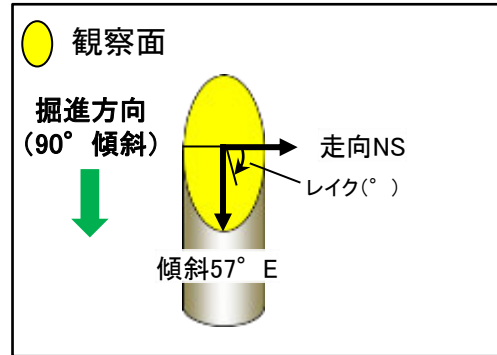 観察面
掘進方向
(90°傾斜)
走向NS
レイク(°)
傾斜57°E